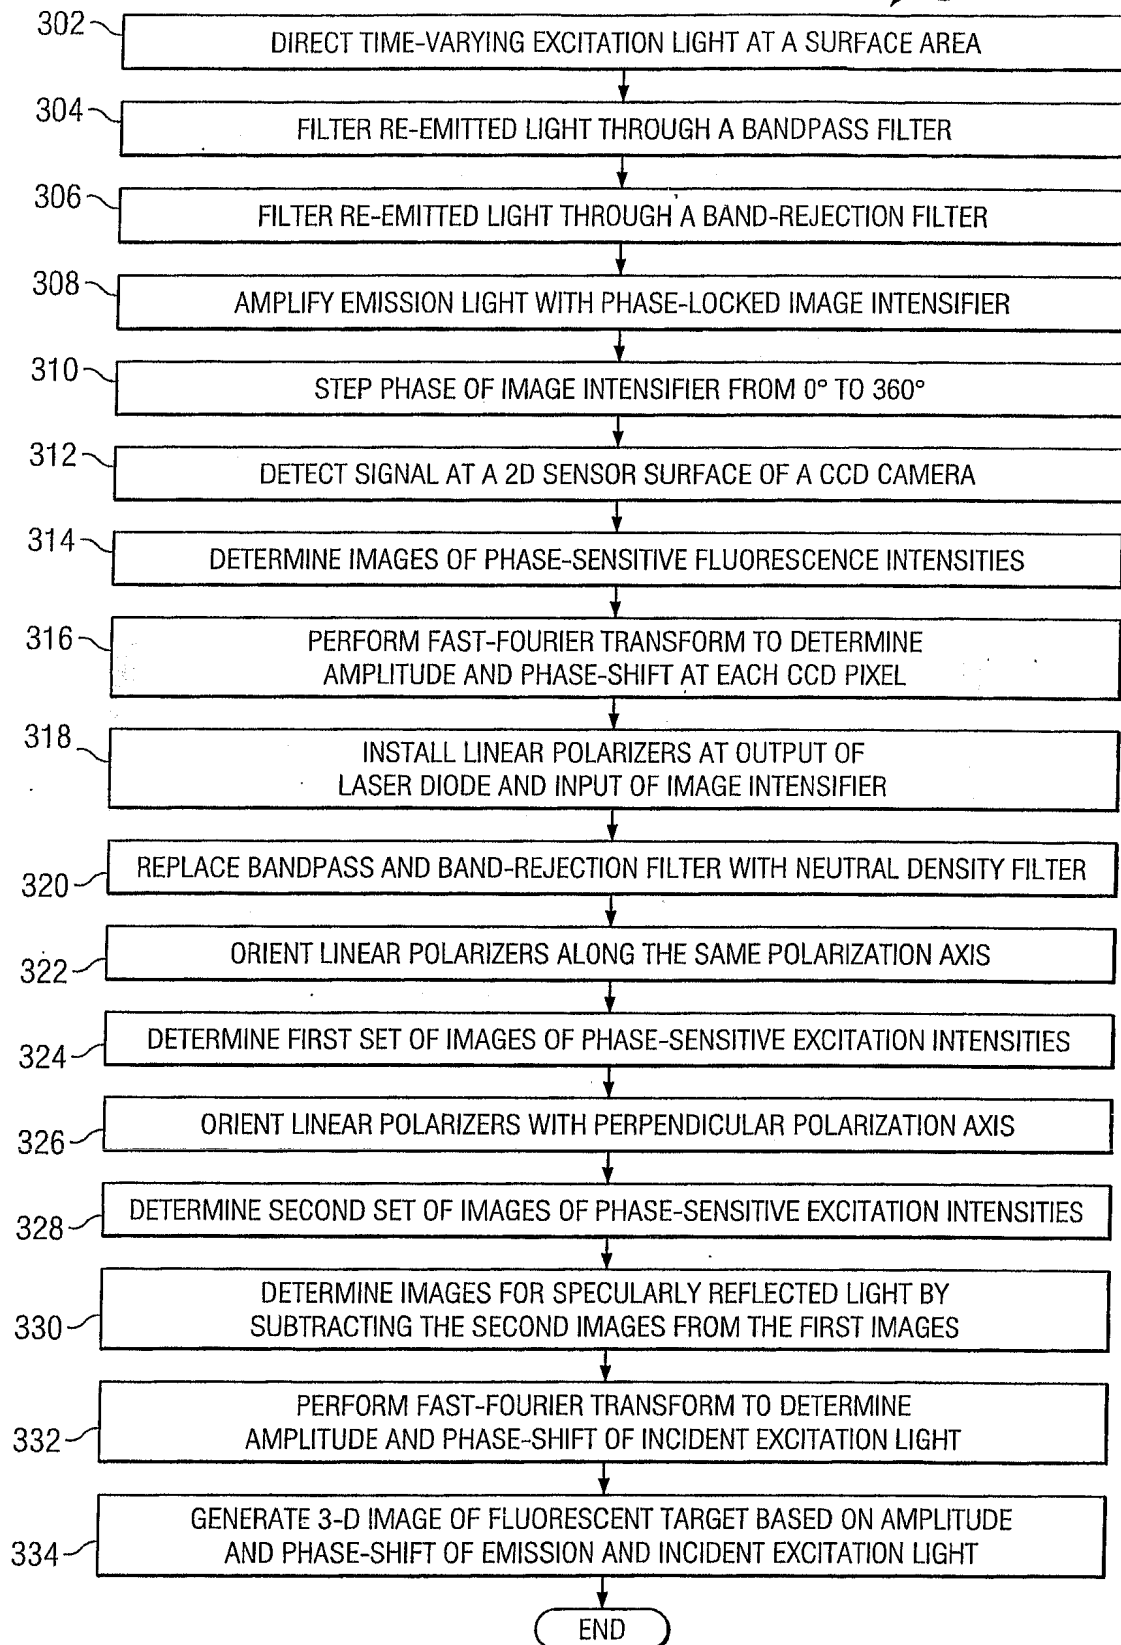 302
DIRECT TIME-VARYING EXCITATION LIGHT AT A SURFACE AREA
304
FILTER RE-EMITTED LIGHT THROUGH A BANDPASS FILTER
306
FILTER RE-EMITTED LIGHT THROUGH A BAND-REJECTION FILTER
308
AMPLIFY EMISSION LIGHT WITH PHASE-LOCKED IMAGE INTENSIFIER
310
STEP PHASE OF IMAGE INTENSIFIER FROM 0° TO 360°
312
DETECT SIGNAL AT A 2D SENSOR SURFACE OF A CCD CAMERA
314
DETERMINE IMAGES OF PHASE-SENSITIVE FLUORESCENCE INTENSITIES
316
PERFORM FAST-FOURIER TRANSFORM TO DETERMINE
AMPLITUDE AND PHASE-SHIFT AT EACH CCD PIXEL
318
INSTALL LINEAR POLARIZERS AT OUTPUT OF
LASER DIODE AND INPUT OF IMAGE INTENSIFIER
320
REPLACE BANDPASS AND BAND-REJECTION FILTER WITH NEUTRAL DENSITY FILTER
322
ORIENT LINEAR POLARIZERS ALONG THE SAME POLARIZATION AXIS
324
DETERMINE FIRST SET OF IMAGES OF PHASE-SENSITIVE EXCITATION INTENSITIES
326
ORIENT LINEAR POLARIZERS WITH PERPENDICULAR POLARIZATION AXIS
328
DETERMINE SECOND SET OF IMAGES OF PHASE-SENSITIVE EXCITATION INTENSITIES
330
DETERMINE IMAGES FOR SPECULARLY REFLECTED LIGHT BY
SUBTRACTING THE SECOND IMAGES FROM THE FIRST IMAGES
332
PERFORM FAST-FOURIER TRANSFORM TO DETERMINE
AMPLITUDE AND PHASE-SHIFT OF INCIDENT EXCITATION LIGHT
334
GENERATE 3-D IMAGE OF FLUORESCENT TARGET BASED ON AMPLITUDE
AND PHASE-SHIFT OF EMISSION AND INCIDENT EXCITATION LIGHT
END